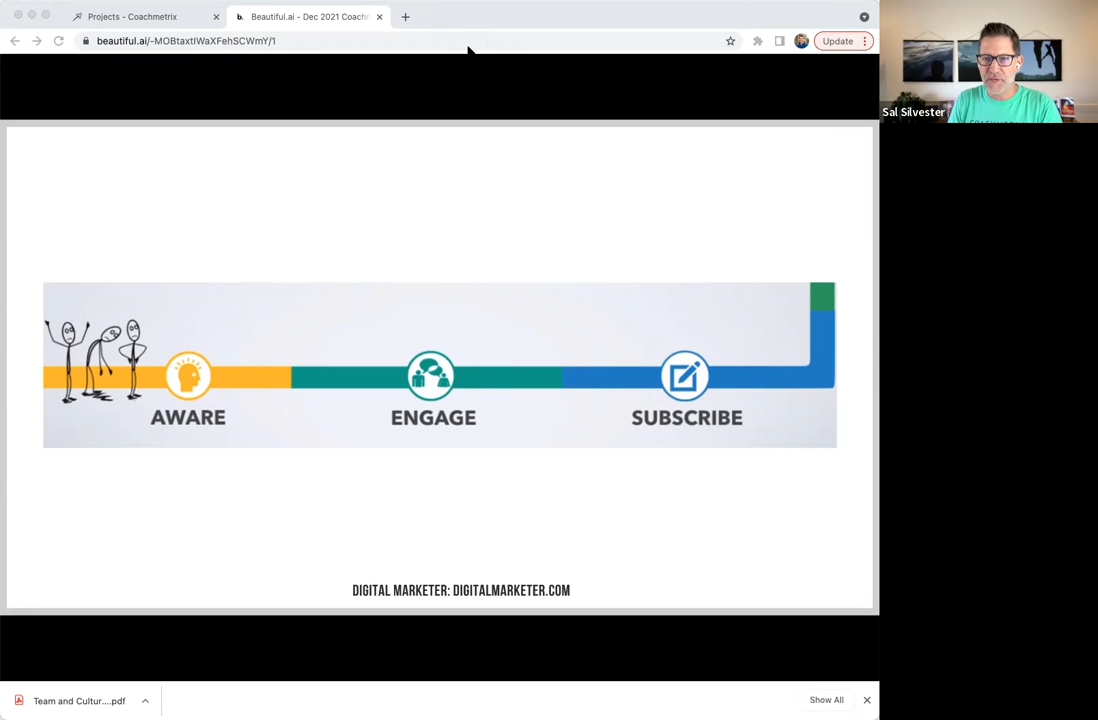 Projects - Coachmetrix
b. Beautiful.ai - Dec 2021 Coachm
beautiful.ai/-MOBtaxtIWaXFehSCWmY/1
Update
Sal Silvester
AWARE
ENGAGE
SUBSCRIBE
DIGITAL MARKETER: DIGITALMARKETER.COM
Team and Cultur....pdf
Show All